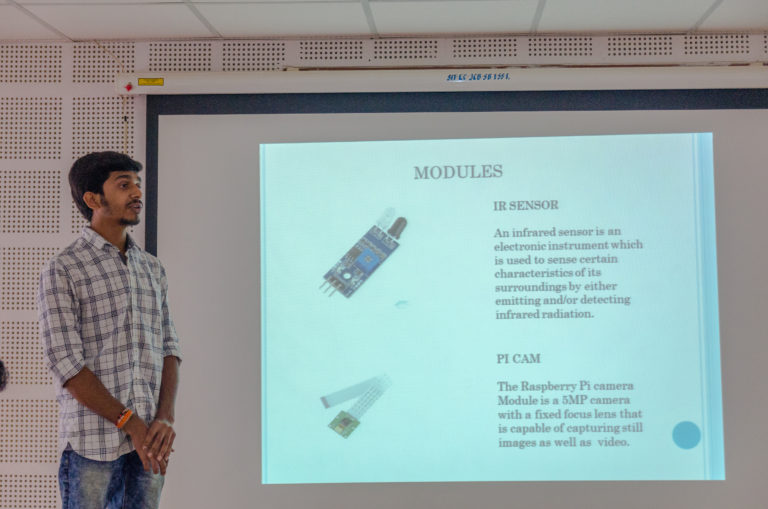 MODULES
IR SENSOR
An infrared sensor is an
electronic instrument which
is used to sense certain
characteristics of its
surroundings by either
emitting and/or detecting
infrared radiation.
PI CAM
The Raspberry Pi camera
Module is a 5MP camera
with a fixed focus lens that
is capable of capturing still
images as well as video.